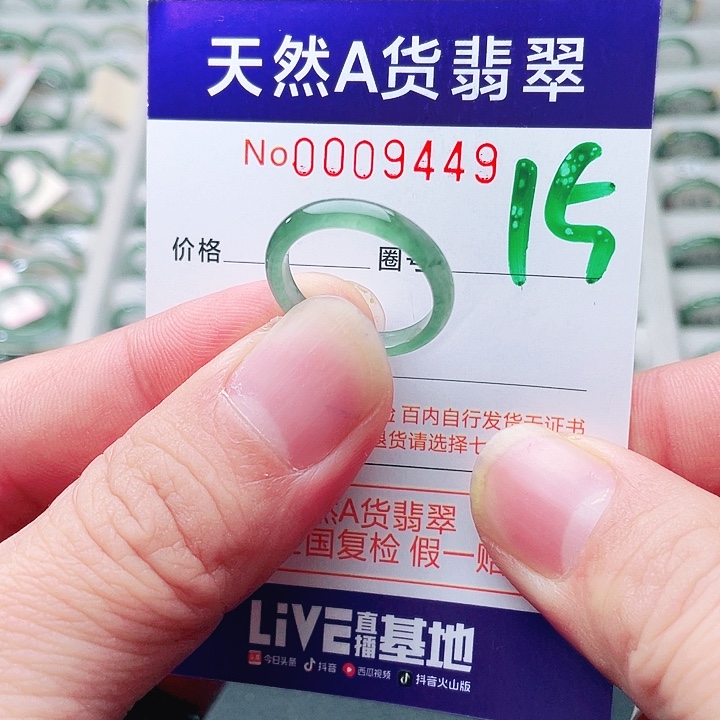 天然A货翡翠
No0009449
15
价格 圈号
检 百内自行发货无证书
退货请选择七
然A货翡翠
全国复检 假一赔
LiVE直播基地
今日头条 抖音 西瓜视频 抖音火山版